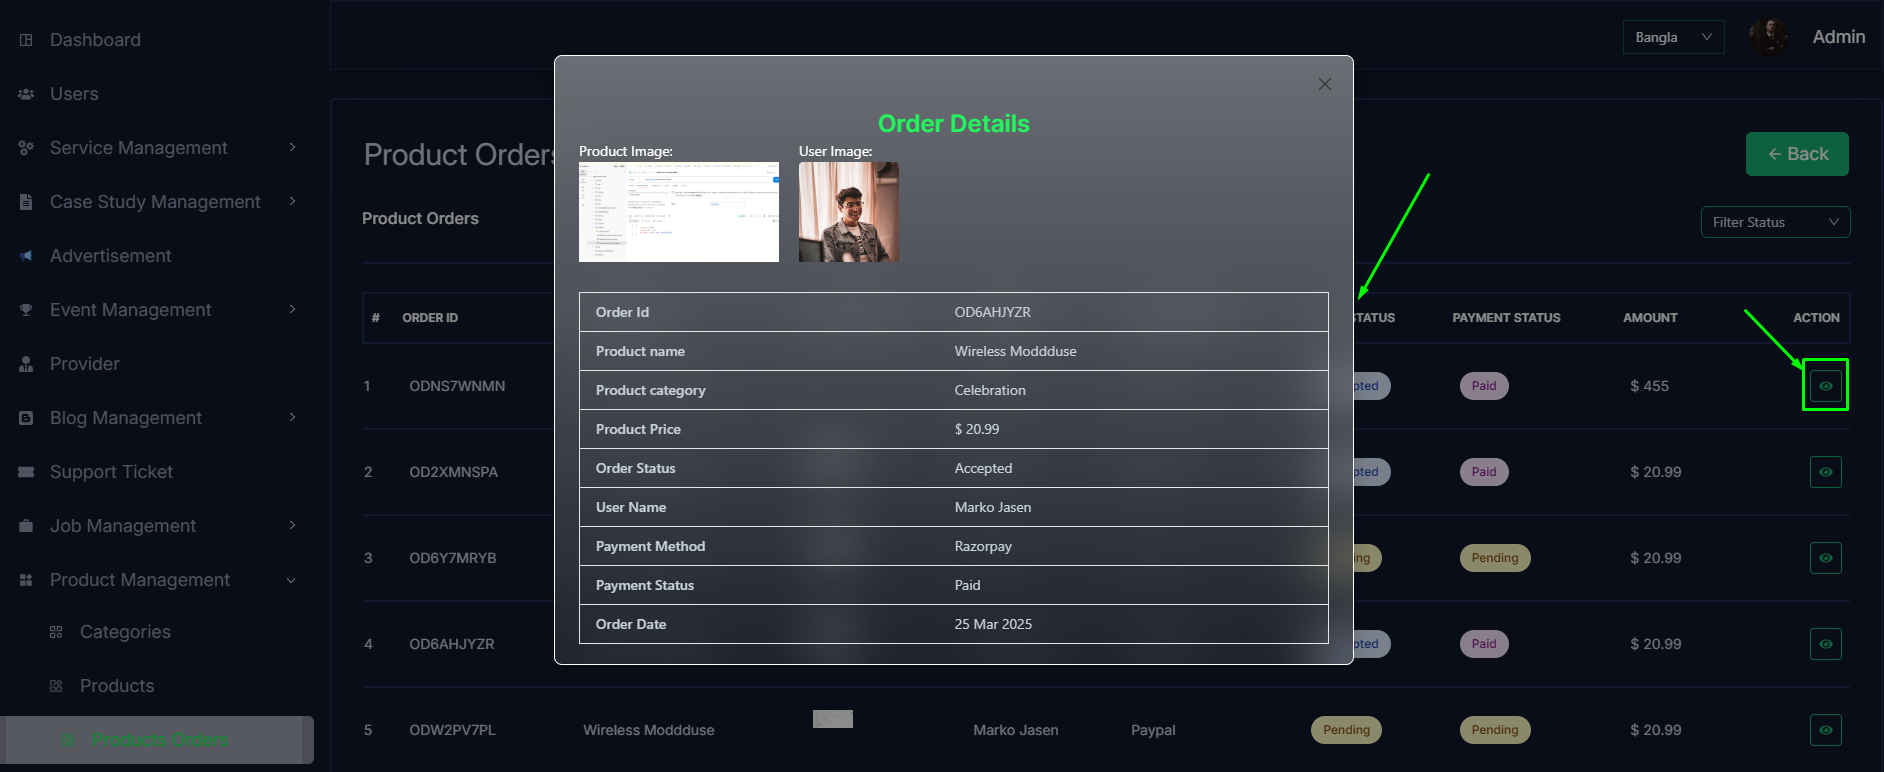 Dashboard
Users
Service Management
Case Study Management
Advertisement
Event Management
Provider
Blog Management
Support Ticket
Job Management
Product Management
Categories
Products
Products Orders
Bangla
Admin
Product Orders
Back
Product Orders
Filter Status
# ORDER ID STATUS PAYMENT STATUS AMOUNT ACTION
1 ODNS7WNMN Paid $ 455
2 OD2XMNSPA Paid $ 20.99
3 OD6Y7MRYB Pending $ 20.99
4 OD6AHJYZR Paid $ 20.99
5 ODW2PV7PL Wireless Moddduse Marko Jasen Paypal Pending Pending $ 20.99
Order Details
Product Image: User Image:
Order Id OD6AHJYZR
Product name Wireless Moddduse
Product category Celebration
Product Price $ 20.99
Order Status Accepted
User Name Marko Jasen
Payment Method Razorpay
Payment Status Paid
Order Date 25 Mar 2025